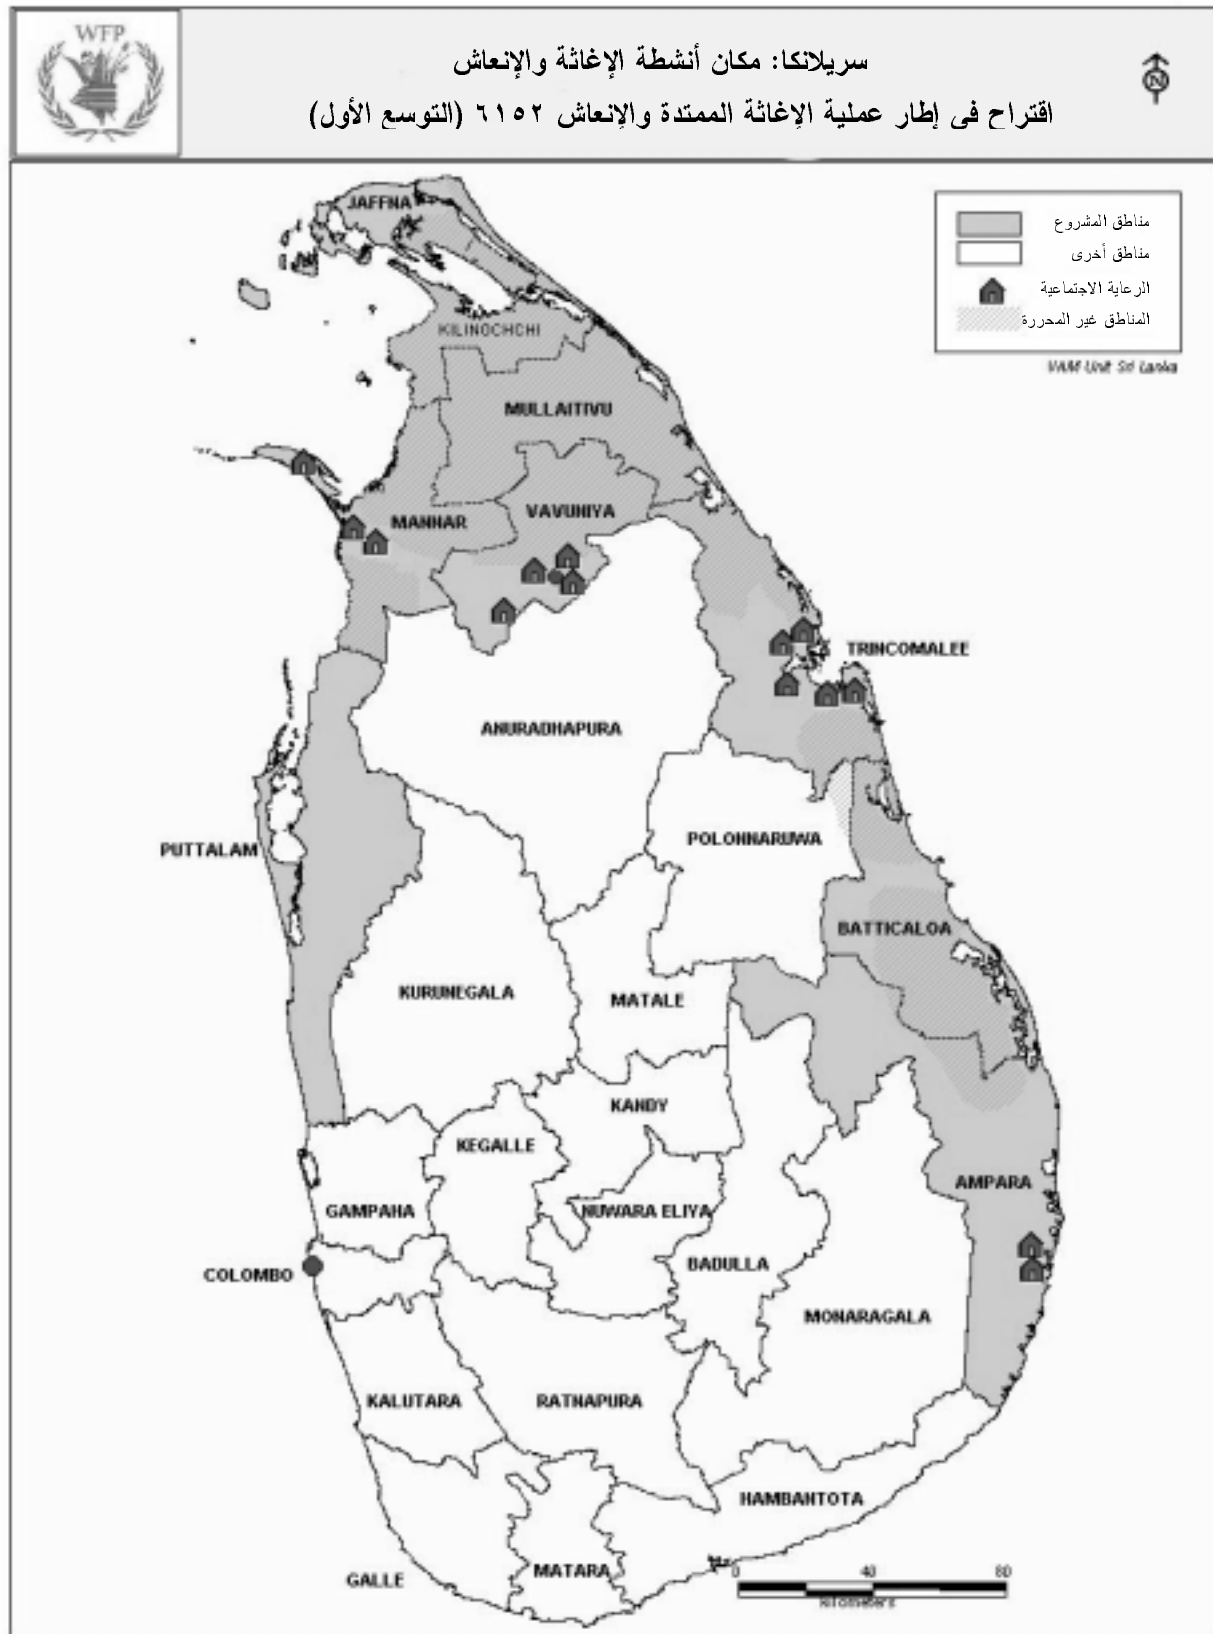 WFP
سريلانكا: مكان أنشطة الإغاثة والإنعاش
اقتراح فى إطار عملية الإغاثة الممتدة والإنعاش ٦١٥٢ (التوسع الأول)
N
مناطق المشروع
مناطق أخرى
الرعاية الاجتماعية
المناطق غير المحررة
VAM Unit Sri Lanka
JAFFNA
KILINOCHCHI
MULLAITIVU
VAVUNIYA
MANNAR
TRINCOMALEE
ANURADHAPURA
POLONNARUWA
PUTTALAM
BATTICALOA
KURUNEGALA
MATALE
KANDY
KEGALLE
AMPARA
GAMPAHA
NUWARA ELIYA
BADULLA
COLOMBO
MONARAGALA
KALUTARA
RATNAPURA
HAMBANTOTA
MATARA
GALLE
0 40 80
kilometers